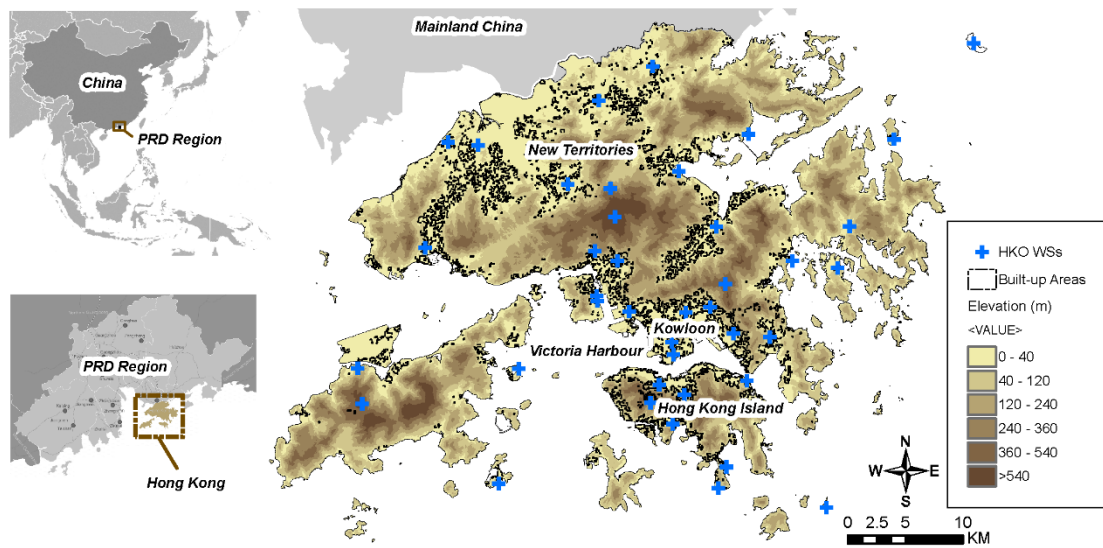 China
PRD Region
PRD Region
Hong Kong
Mainland China
New Territories
Kowloon
Victoria Harbour
Hong Kong Island
HKO WSs
Built-up Areas
Elevation (m)
<VALUE>
0 - 40
40 - 120
120 - 240
240 - 360
360 - 540
>540
N
W E
S
0 2.5 5 10
KM